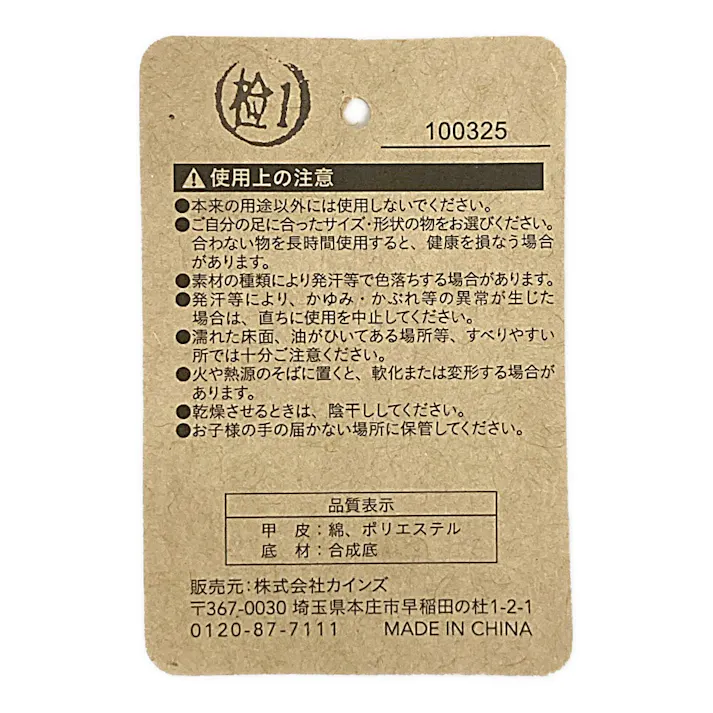 検1
100325
使用上の注意
●本来の用途以外には使用しないでください。
●ご自分の足に合ったサイズ・形状の物をお選びください。
合わない物を長時間使用すると、健康を損なう場合
があります。
●素材の種類により発汗等で色落ちする場合があります。
●発汗等により、かゆみ・かぶれ等の異常が生じた
場合は、直ちに使用を中止してください。
●濡れた床面、油がひいてある場所等、すべりやすい
所では十分ご注意ください。
●火や熱源のそばに置くと、軟化または変形する場合が
あります。
●乾燥させるときは、陰干ししてください。
●お子様の手の届かない場所に保管してください。
品質表示
甲 皮：綿、ポリエステル
底 材：合成底
販売元：株式会社カインズ
〒367-0030 埼玉県本庄市早稲田の杜1-2-1
0120-87-7111 MADE IN CHINA